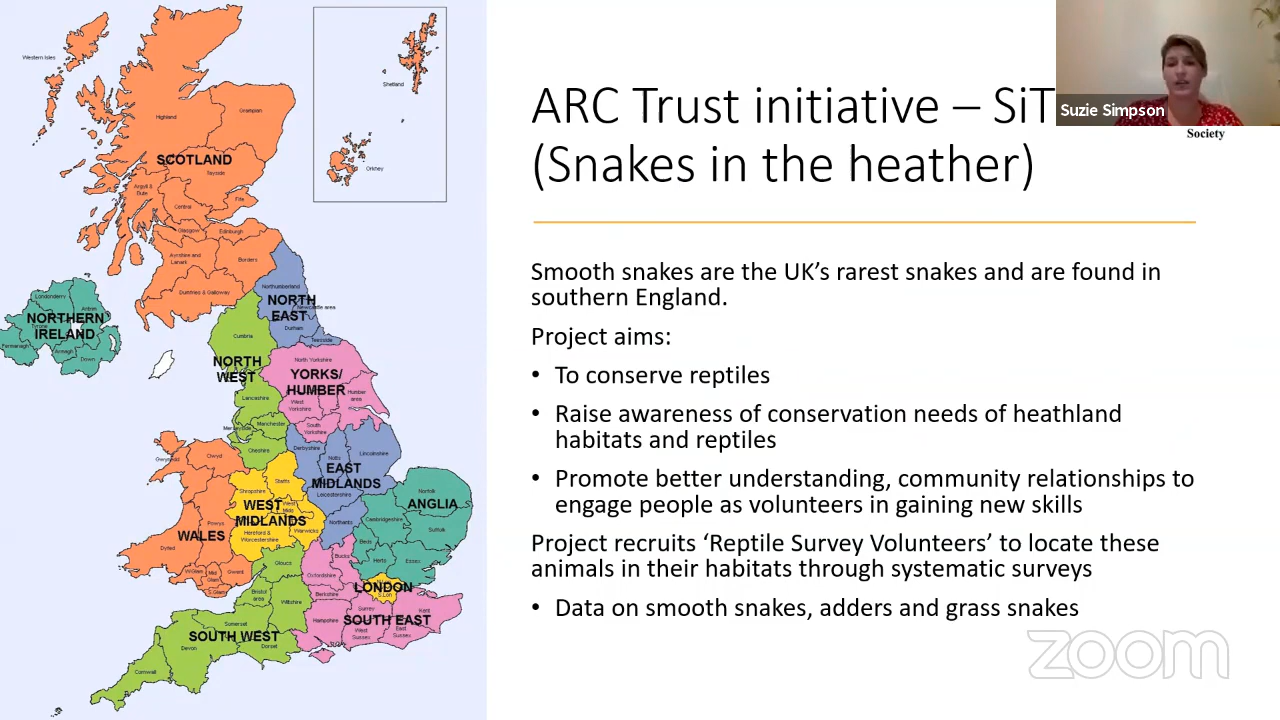 ARC Trust initiative – SiT
(Snakes in the heather)
Suzie Simpson
Society
Smooth snakes are the UK’s rarest snakes and are found in
southern England.
Project aims:
• To conserve reptiles
• Raise awareness of conservation needs of heathland
habitats and reptiles
• Promote better understanding, community relationships to
engage people as volunteers in gaining new skills
Project recruits ‘Reptile Survey Volunteers’ to locate these
animals in their habitats through systematic surveys
• Data on smooth snakes, adders and grass snakes
zoom
Western Isles
Shetland
Orkney
Highland
Grampian
SCOTLAND
Tayside
Argyll &
Bute
Central
Fife
Glasgow
Edinburgh
Ayrshire and
Lanark
Borders
Dumfries & Galloway
Northumberland
NORTH
EAST
Newcastle area
Durham
Teesside
Londonderry
Antrim
NORTHERN
IRELAND
Tyrone
Fermanagh
Armagh
Down
Cumbria
NORTH
WEST
Lancashire
Manchester
Merseyside
Cheshire
North Yorkshire
YORKS/
HUMBER
West
Yorkshire
Humber
area
South
Yorkshire
Derbyshire
Notts
Lincolnshire
EAST
MIDLANDS
Leicestershire
Northants
Gwynedd
Clwyd
Powys
WALES
Dyfed
W.Glam
Mid
Glam
S.Glam
Gwent
Shropshire
Staffs
WEST
MIDLANDS
West
Mids
Hereford &
Worcestershire
Warwicks
Norfolk
ANGLIA
Cambridgeshire
Suffolk
Beds
Herts
Essex
LONDON
S.Lon
Bucks
Oxfordshire
Berkshire
Surrey
Kent
Hampshire
SOUTH EAST
West
Sussex
East
Sussex
IOW
Gloucs
Bristol
area
Wiltshire
Somerset
SOUTH WEST
Devon
Dorset
Cornwall